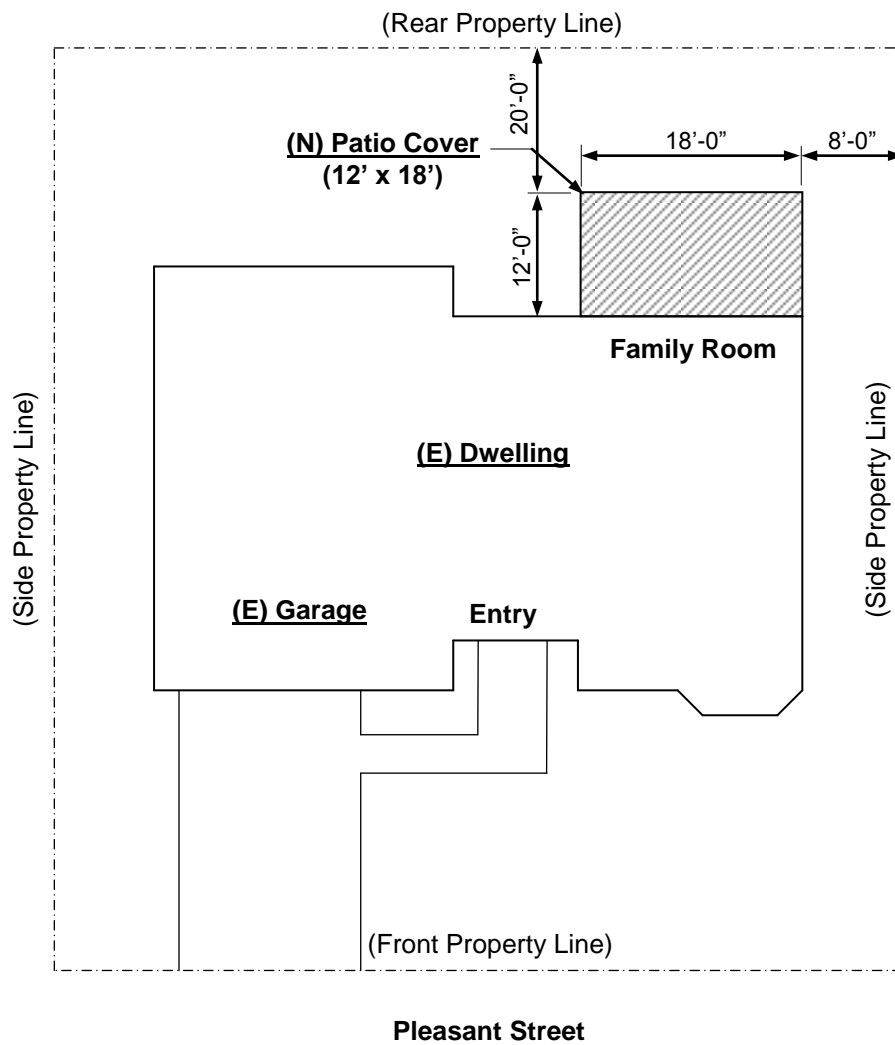 (Rear Property Line)
20’-0”
(N) Patio Cover
(12’ x 18’)
18’-0”
8’-0”
12’-0”
Family Room
(Side Property Line)
(E) Dwelling
(Side Property Line)
(E) Garage
Entry
(Front Property Line)
Pleasant Street